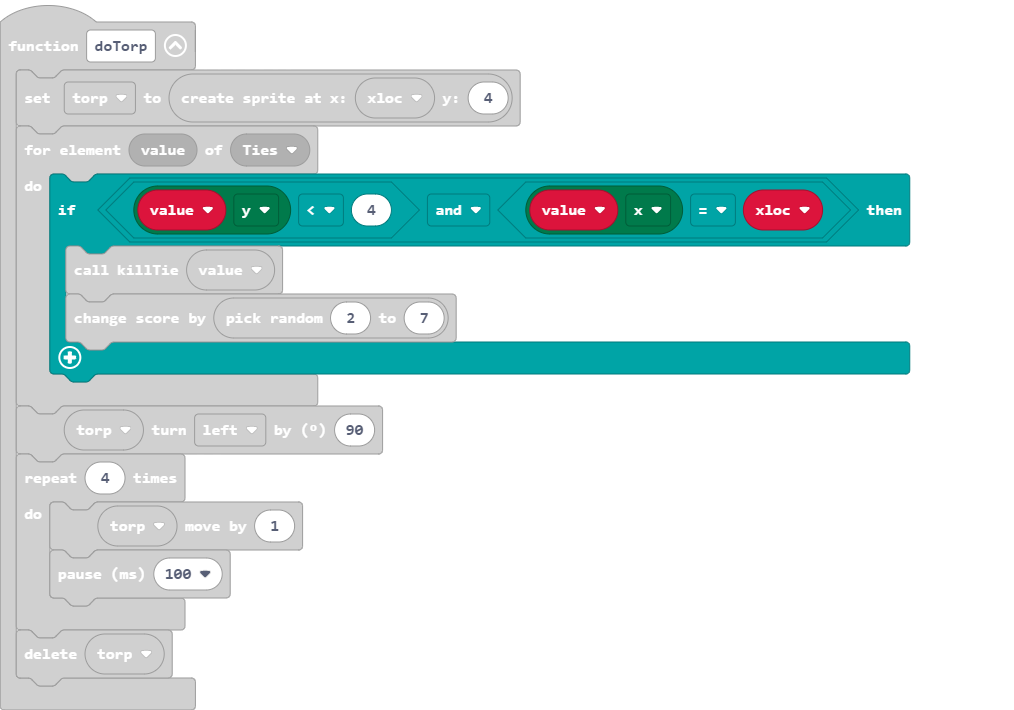 function doTorp
set torp to create sprite at x: xloc y: 4
for element value of Ties
do
if value y < 4 and value x = xloc then
call killTie value
change score by pick random 2 to 7
torp turn left by (º) 90
repeat 4 times
do
torp move by 1
pause (ms) 100
delete torp